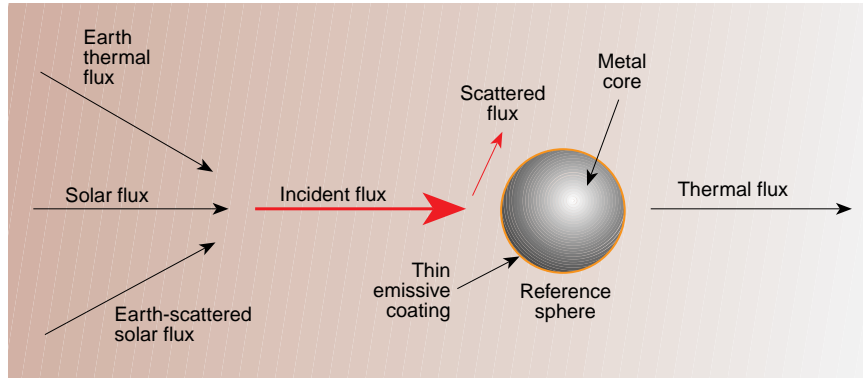 Earth
thermal
flux
Solar flux
Earth-scattered
solar flux
Incident flux
Scattered
flux
Metal
core
Thin
emissive
coating
Reference
sphere
Thermal flux